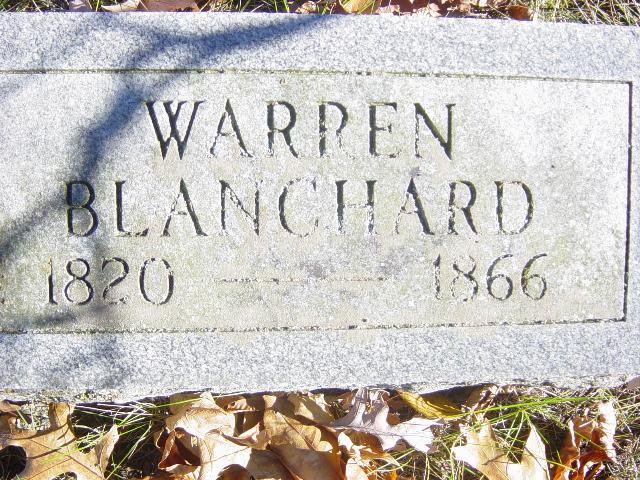 WARREN
BLANCHARD
1820 — 1866